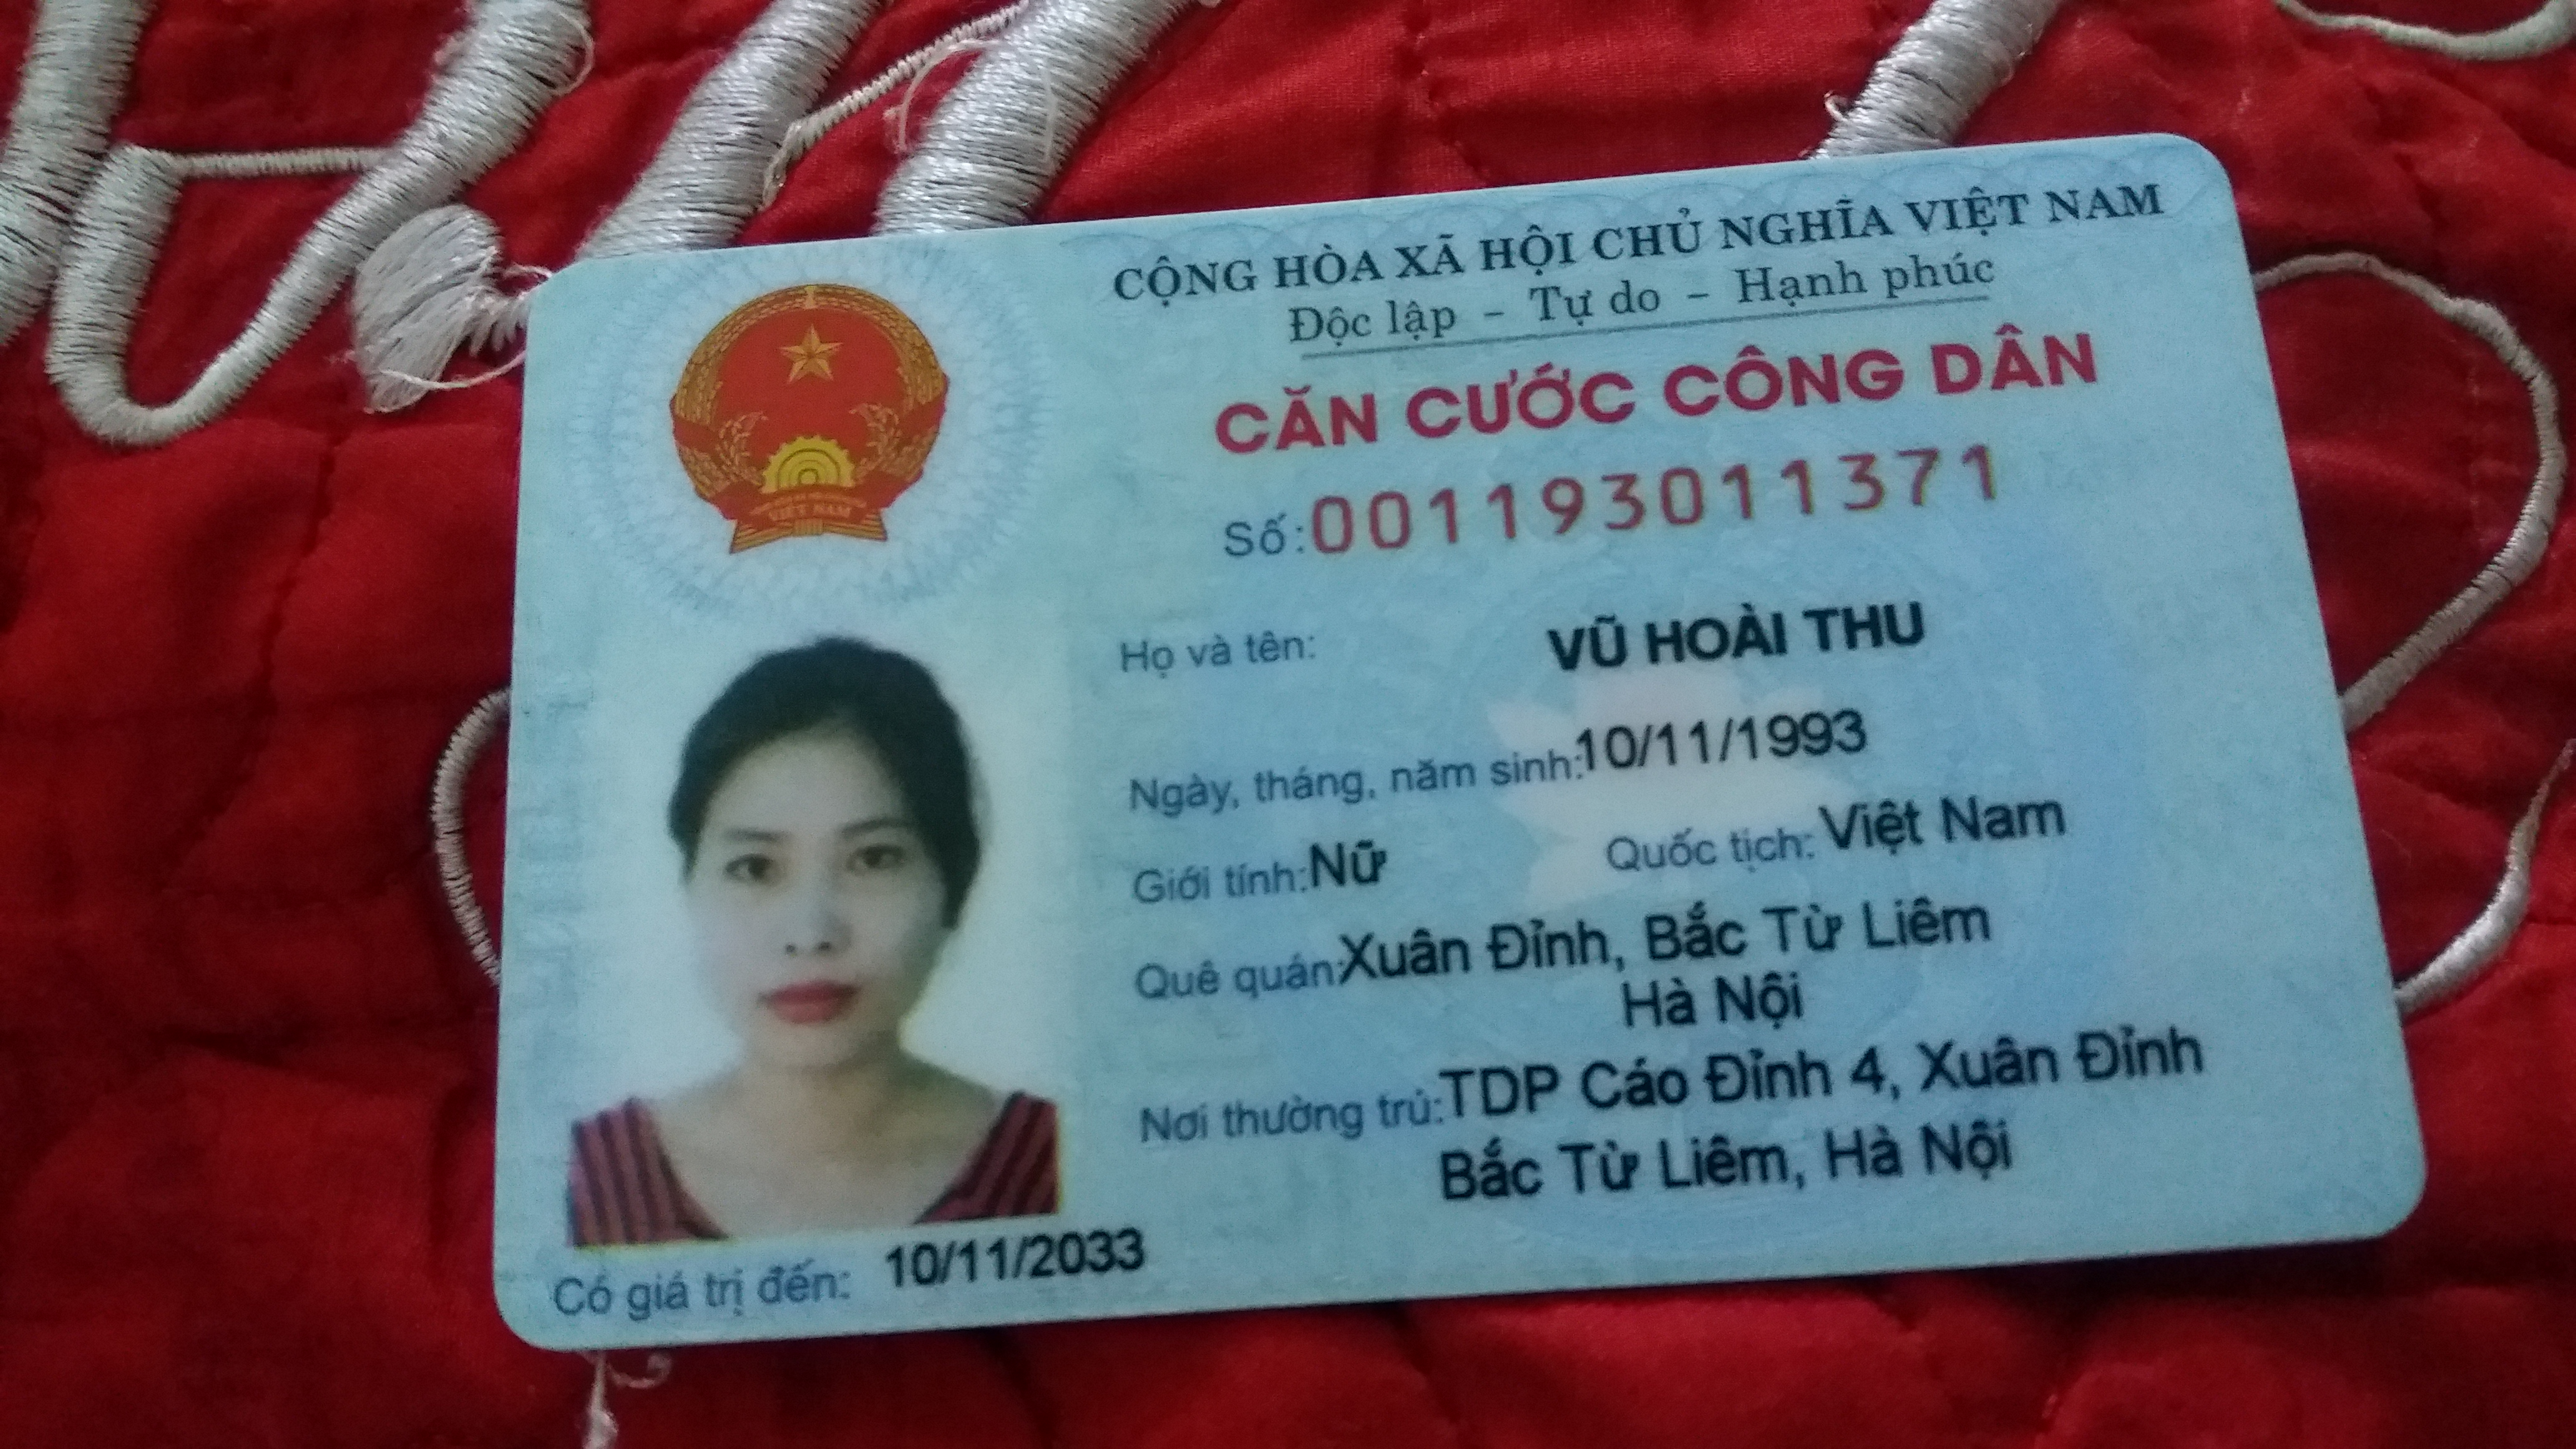 CỘNG HÒA XÃ HỘI CHỦ NGHĨA VIỆT NAM
Độc lập - Tự do - Hạnh phúc
CĂN CƯỚC CÔNG DÂN
Số: 001193011371
Họ và tên: VŨ HOÀI THU
Ngày, tháng, năm sinh: 10/11/1993
Giới tính: Nữ Quốc tịch: Việt Nam
Quê quán: Xuân Đỉnh, Bắc Từ Liêm
Hà Nội
Nơi thường trú: TDP Cáo Đỉnh 4, Xuân Đỉnh
Bắc Từ Liêm, Hà Nội
Có giá trị đến: 10/11/2033
VIỆT NAM